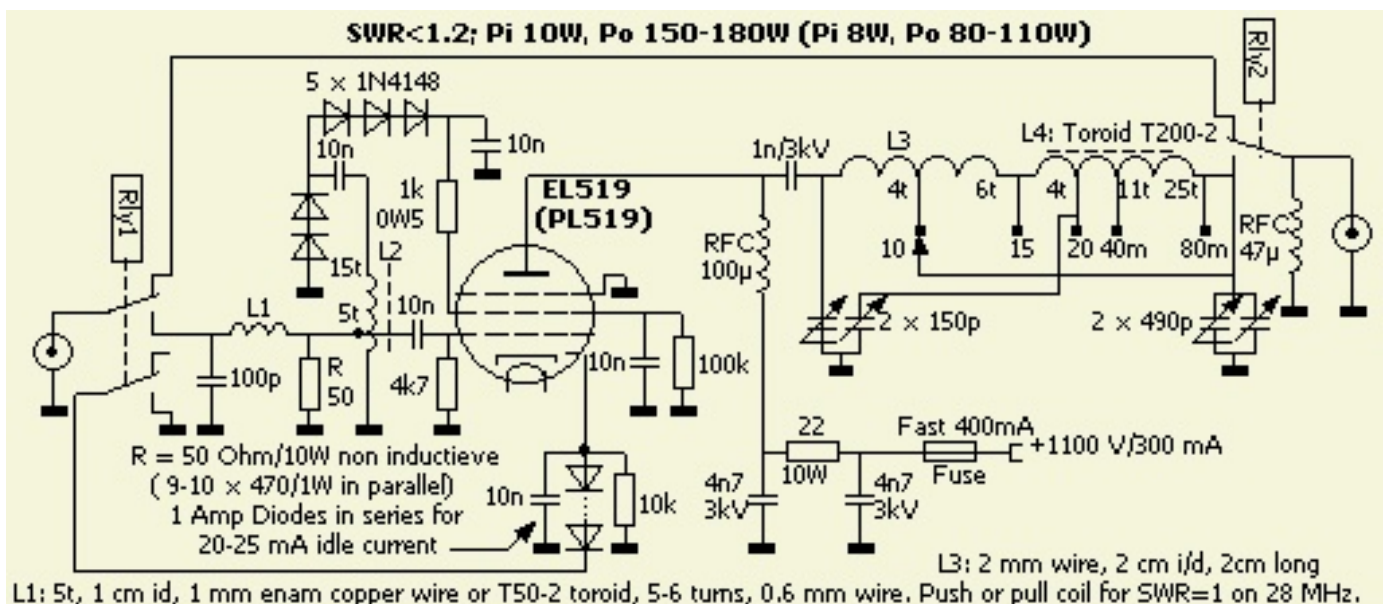 SWR<1.2; Pi 10W, Po 150-180W (Pi 8W, Po 80-110W)
Rly2
5 x 1N4148
10n
10n
L3
L4: Toroid T200-2
1n/3kV
Rly1
1k
0W5
EL519
(PL519)
4t
6t
4t
11t
25t
L2
15t
RFC
100µ
10
15
20
40m
80m
RFC
47µ
L1
5t
10n
2 x 150p
2 x 490p
100p
R
50
4k7
10n
100k
22
10W
Fast 400mA
Fuse
+1100 V/300 mA
R = 50 Ohm/10W non inductieve
( 9-10 x 470/1W in parallel)
1 Amp Diodes in series for
20-25 mA idle current
10n
10k
4n7
3kV
4n7
3kV
L3: 2 mm wire, 2 cm i/d, 2cm long
L1: 5t, 1 cm id, 1 mm enam copper wire or T50-2 toroid, 5-6 turns, 0.6 mm wire. Push or pull coil for SWR=1 on 28 MHz.